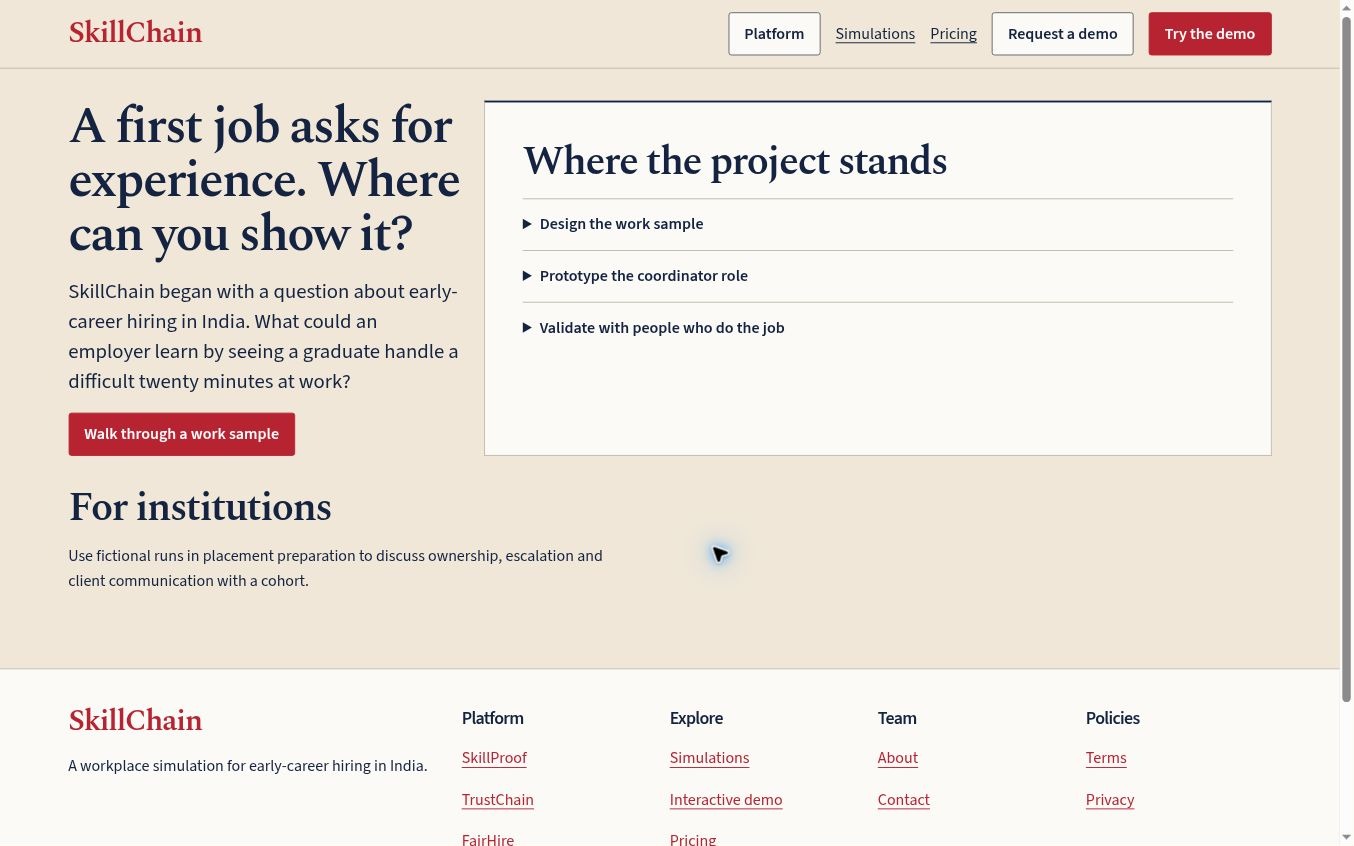 SkillChain
Platform
Simulations
Pricing
Request a demo
Try the demo
A first job asks for
experience. Where
can you show it?
SkillChain began with a question about early-
career hiring in India. What could an
employer learn by seeing a graduate handle a
difficult twenty minutes at work?
Walk through a work sample
Where the project stands
Design the work sample
Prototype the coordinator role
Validate with people who do the job
For institutions
Use fictional runs in placement preparation to discuss ownership, escalation and
client communication with a cohort.
SkillChain
A workplace simulation for early-career hiring in India.
Platform
SkillProof
TrustChain
FairHire
Explore
Simulations
Interactive demo
Pricing
Team
About
Contact
Policies
Terms
Privacy